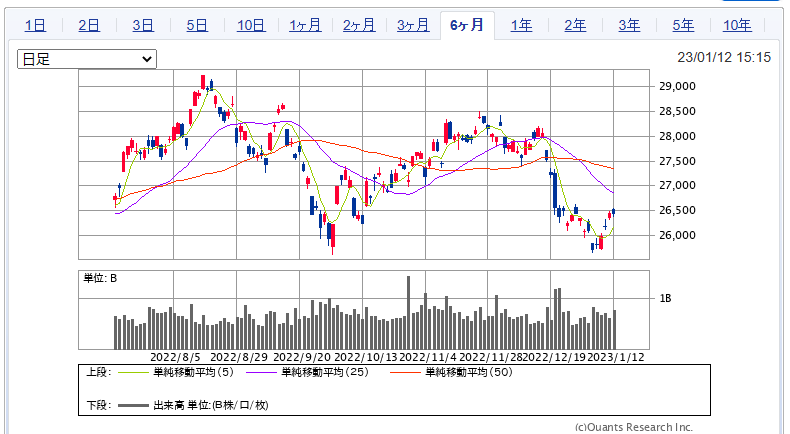 1日 2日 3日 5日 10日 1ヶ月 2ヶ月 3ヶ月 6ヶ月 1年 2年 3年 5年 10年
日足 23/01/12 15:15
29,000
28,500
28,000
27,500
27,000
26,500
26,000
単位: B
1B
2022/8/5 2022/8/29 2022/9/20 2022/10/13 2022/11/4 2022/11/28 2022/12/19 2023/1/12
上段: 単純移動平均(5) 単純移動平均(25) 単純移動平均(50)
下段: 出来高 単位:(B株/口/枚)
(c)Quants Research Inc.